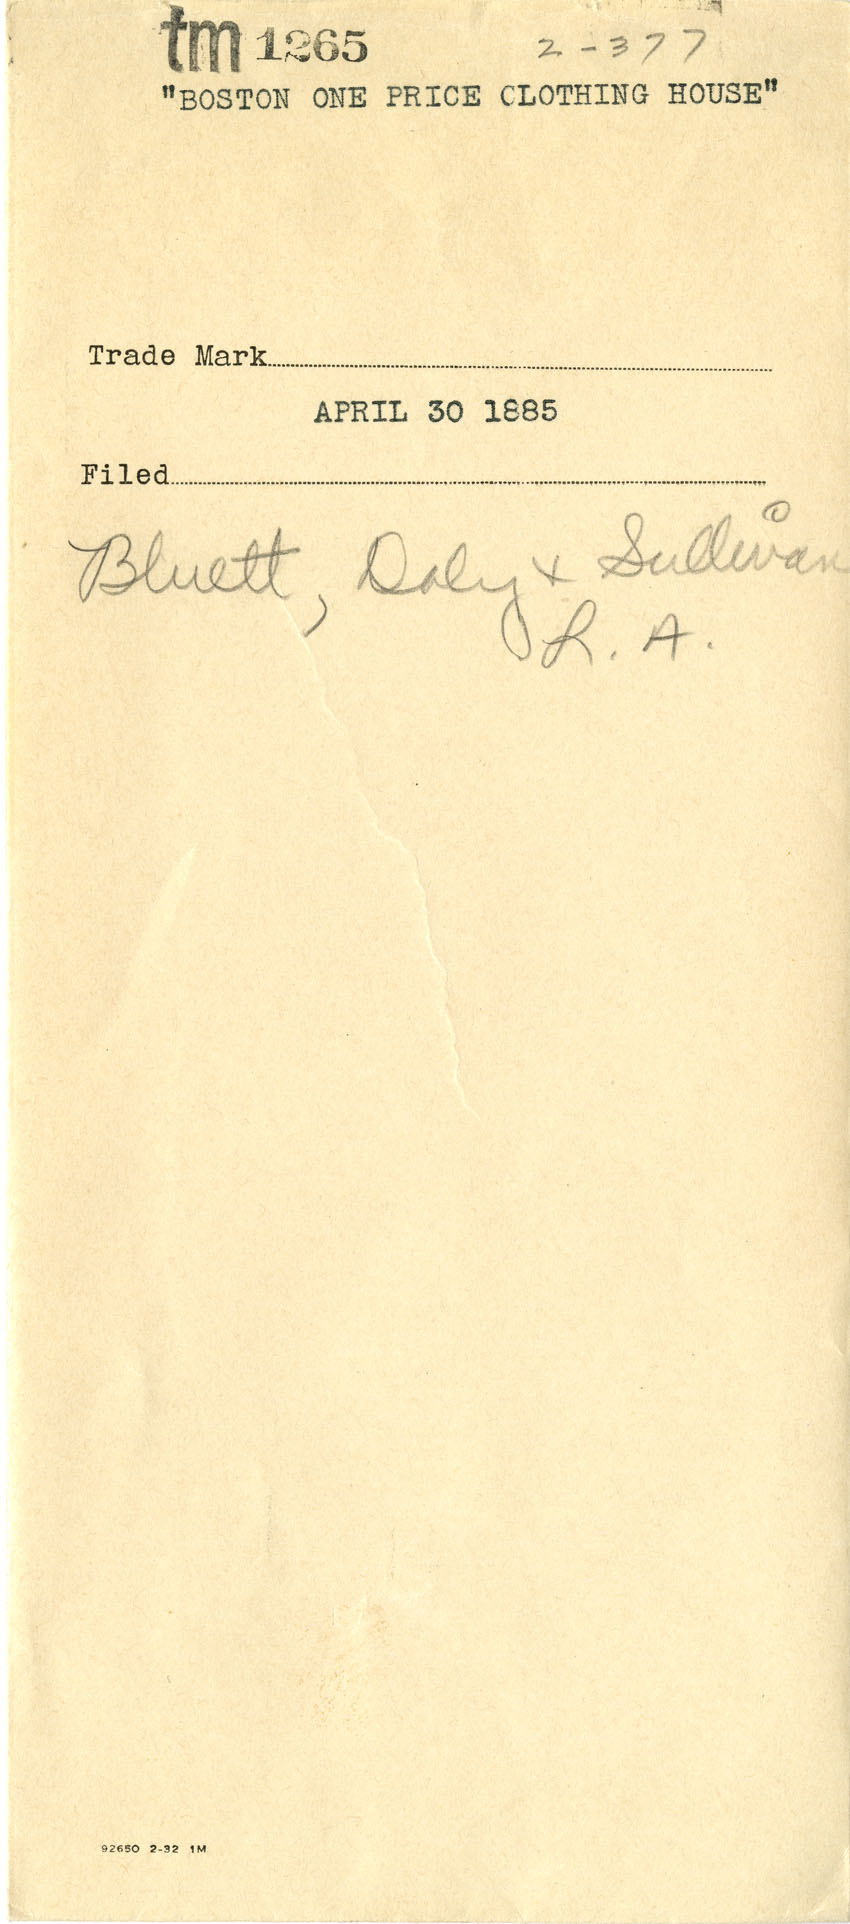 tm 1265 2-377
"BOSTON ONE PRICE CLOTHING HOUSE"
Trade Mark
APRIL 30 1885
Filed
Bluett, Daly + Sullivan
L. A.
92650 2-32 1M